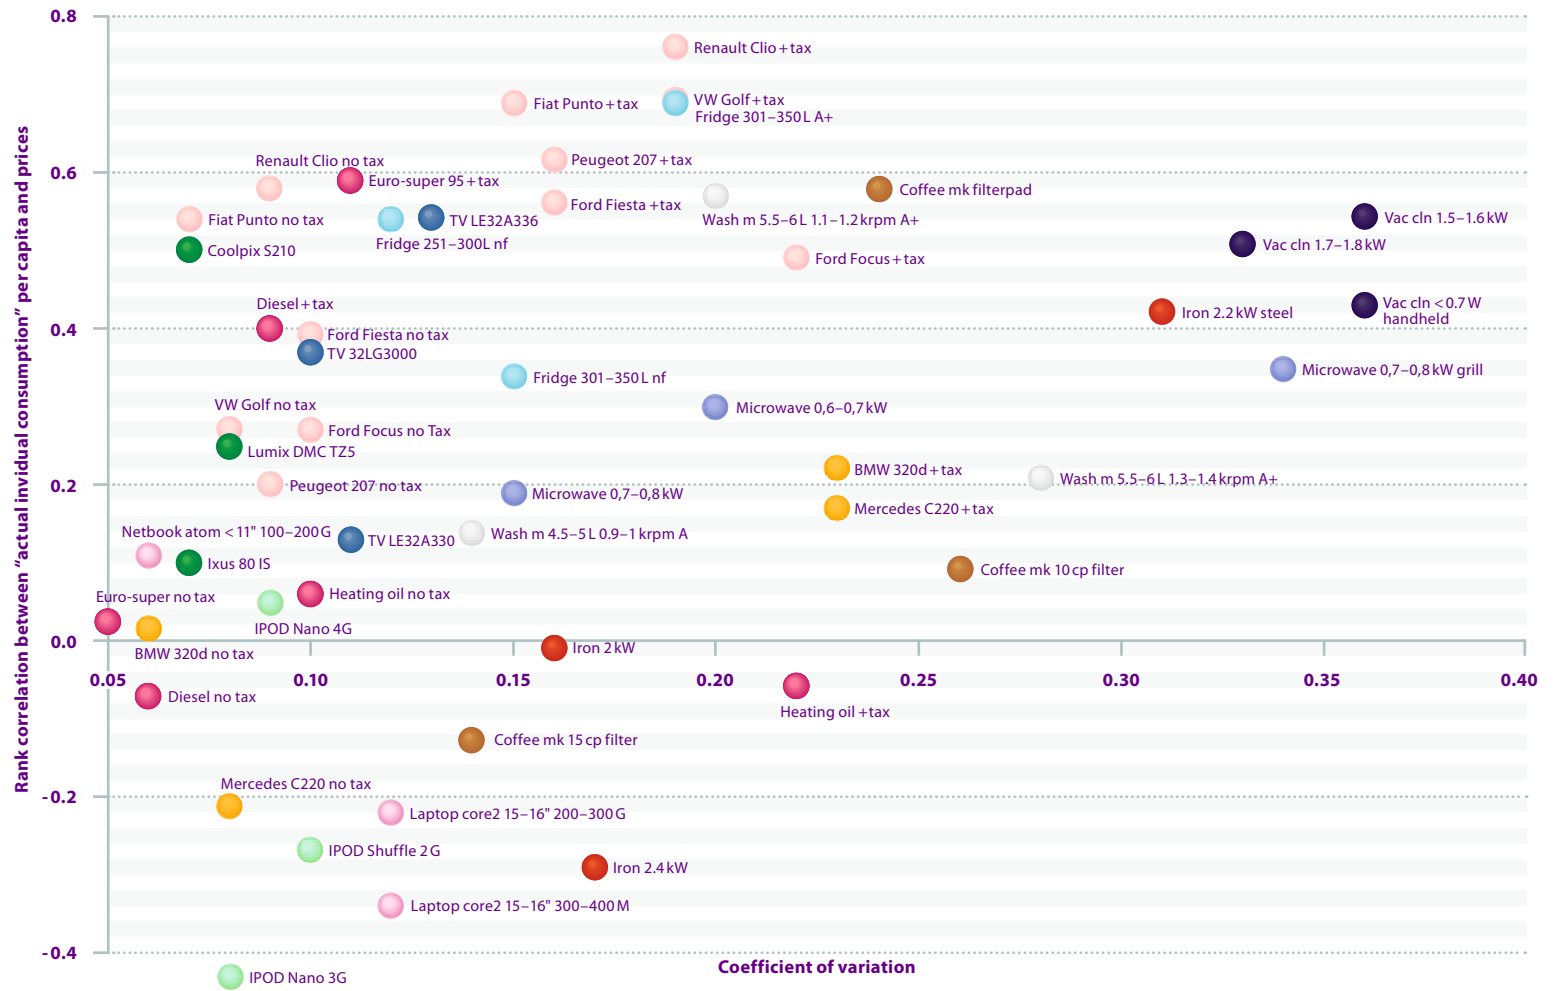 0.8
Renault Clio + tax
Fiat Punto + tax
VW Golf + tax
Fridge 301–350 L A+
Renault Clio no tax
Peugeot 207 + tax
0.6
Euro-super 95 + tax
Coffee mk filterpad
Ford Fiesta + tax
Fiat Punto no tax
TV LE32A336
Wash m 5.5–6 L 1.1–1.2 krpm A+
Vac cln 1.5–1.6 kW
Fridge 251–300L nf
Vac cln 1.7–1.8 kW
Coolpix S210
Ford Focus + tax
Diesel + tax
Vac cln < 0.7 W
handheld
Iron 2.2 kW steel
0.4
Ford Fiesta no tax
TV 32LG3000
Microwave 0,7–0,8 kW grill
Fridge 301–350 L nf
VW Golf no tax
Microwave 0,6–0,7 kW
Ford Focus no Tax
Lumix DMC TZ5
BMW 320d + tax
Wash m 5.5–6 L 1.3–1.4 krpm A+
0.2
Peugeot 207 no tax
Microwave 0,7–0,8 kW
Mercedes C220 + tax
Netbook atom < 11" 100–200 G
Wash m 4.5–5 L 0.9–1 krpm A
TV LE32A330
Ixus 80 IS
Coffee mk 10 cp filter
Euro-super no tax
Heating oil no tax
IPOD Nano 4G
0.0
BMW 320d no tax
Iron 2 kW
0.05
0.10
0.15
0.20
0.25
0.30
0.35
0.40
Diesel no tax
Heating oil + tax
Coffee mk 15 cp filter
Mercedes C220 no tax
-0.2
Laptop core2 15–16" 200–300 G
IPOD Shuffle 2 G
Iron 2.4 kW
Laptop core2 15–16" 300–400 M
-0.4
Coefficient of variation
IPOD Nano 3G
Rank correlation between “actual invidual consumption” per capita and prices